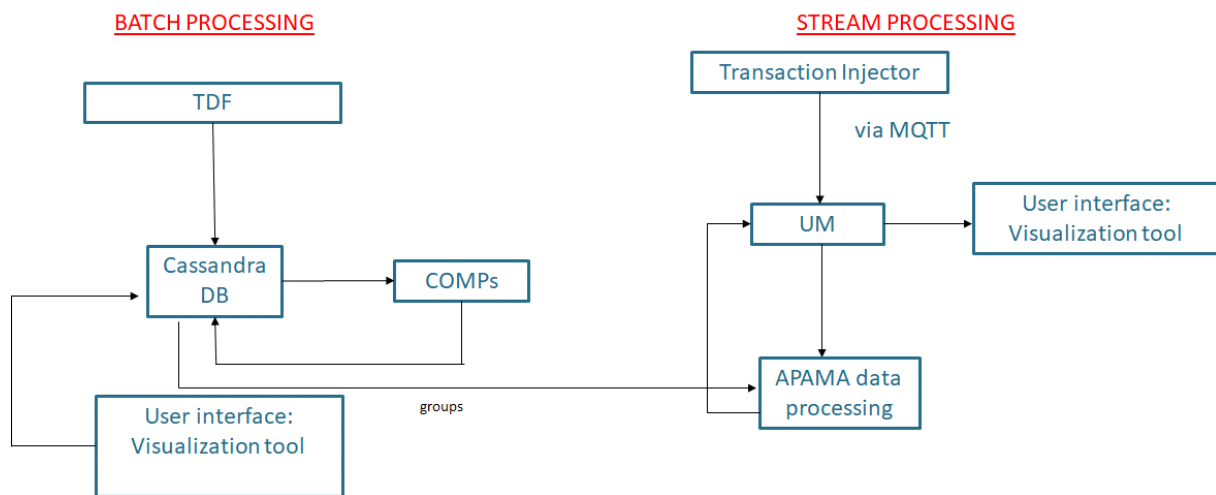 BATCH PROCESSING
STREAM PROCESSING
TDF
Transaction Injector
via MQTT
UM
User interface:
Visualization tool
Cassandra
DB
COMPs
APAMA data
processing
groups
User interface:
Visualization tool